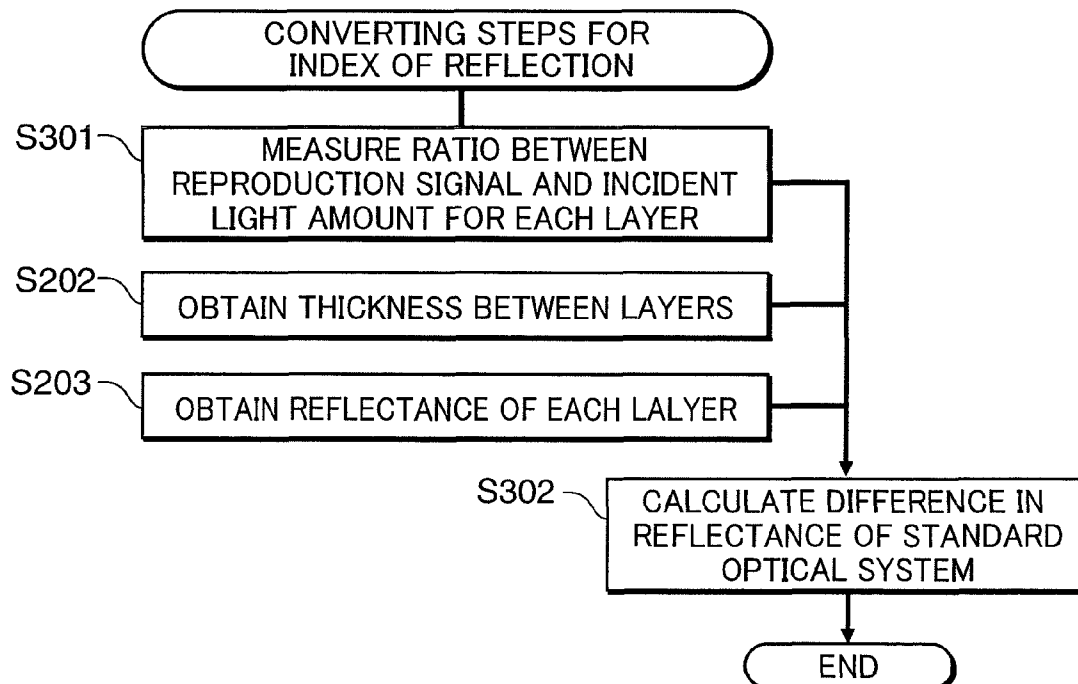 CONVERTING STEPS FOR
INDEX OF REFLECTION
S301
MEASURE RATIO BETWEEN
REPRODUCTION SIGNAL AND INCIDENT
LIGHT AMOUNT FOR EACH LAYER
S202
OBTAIN THICKNESS BETWEEN LAYERS
S203
OBTAIN REFLECTANCE OF EACH LALYER
S302
CALCULATE DIFFERENCE IN
REFLECTANCE OF STANDARD
OPTICAL SYSTEM
END